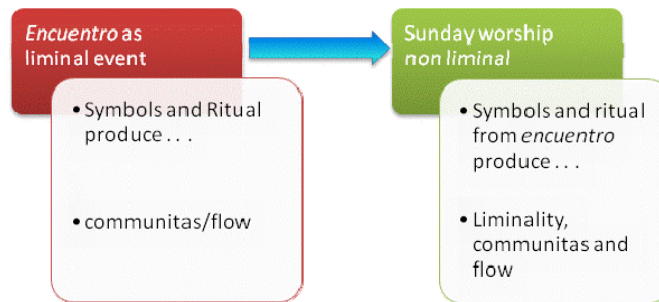 Encuentro as
liminal event
• Symbols and Ritual
produce . . .
• communitas/flow
Sunday worship
non liminal
• Symbols and ritual
from encuentro
produce . . .
• Liminality,
communitas and
flow